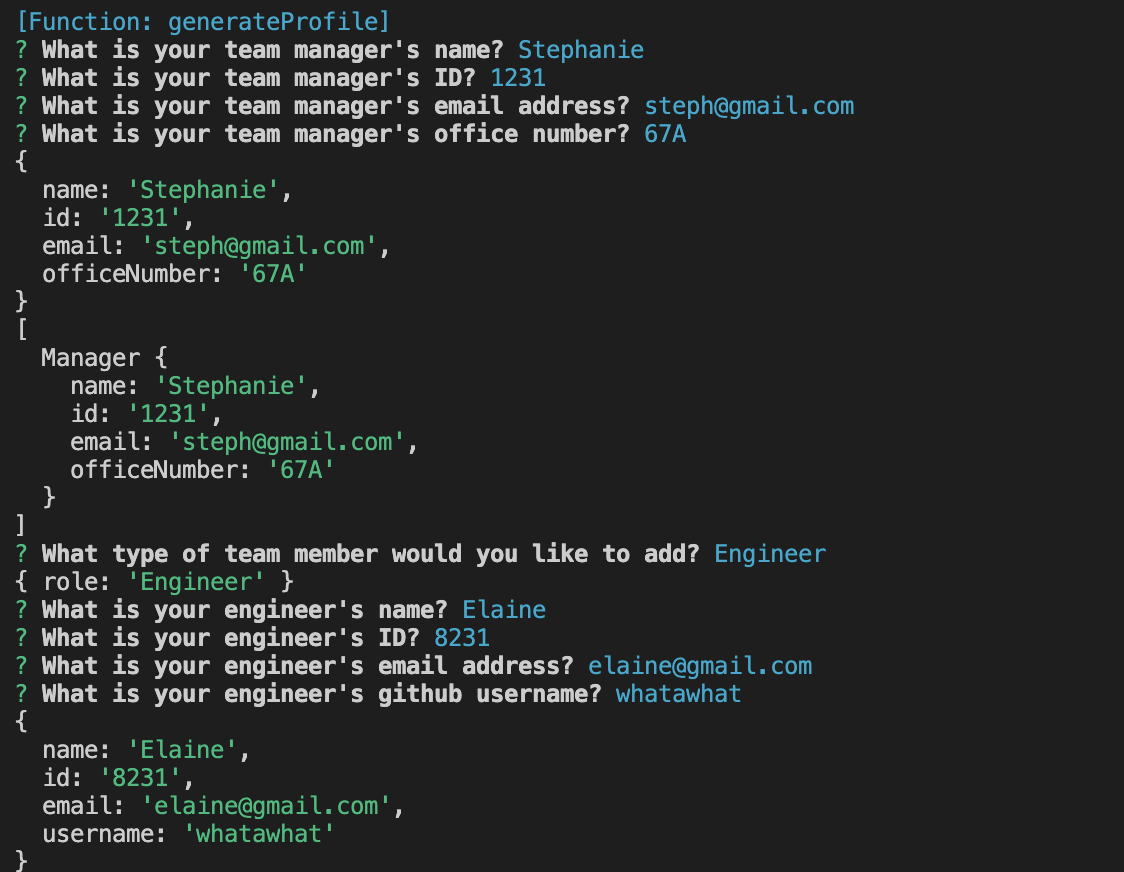 [Function: generateProfile]
? What is your team manager's name? Stephanie
? What is your team manager's ID? 1231
? What is your team manager's email address? steph@gmail.com
? What is your team manager's office number? 67A
{
  name: 'Stephanie',
  id: '1231',
  email: 'steph@gmail.com',
  officeNumber: '67A'
}
[
  Manager {
    name: 'Stephanie',
    id: '1231',
    email: 'steph@gmail.com',
    officeNumber: '67A'
  }
]
? What type of team member would you like to add? Engineer
{ role: 'Engineer' }
? What is your engineer's name? Elaine
? What is your engineer's ID? 8231
? What is your engineer's email address? elaine@gmail.com
? What is your engineer's github username? whatawhat
{
  name: 'Elaine',
  id: '8231',
  email: 'elaine@gmail.com',
  username: 'whatawhat'
}